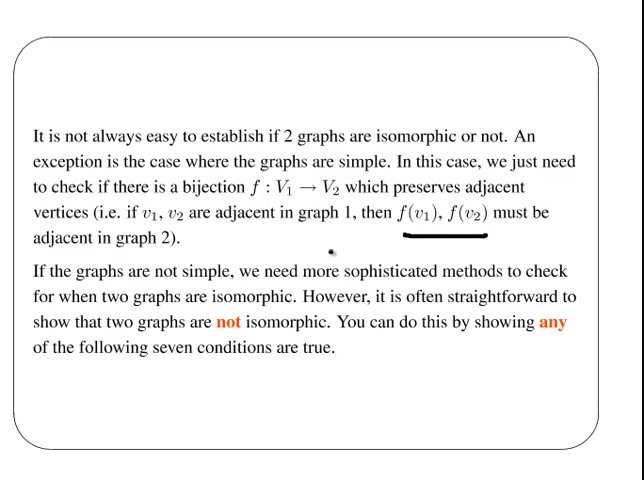 It is not always easy to establish if 2 graphs are isomorphic or not. An
exception is the case where the graphs are simple. In this case, we just need
to check if there is a bijection f : V₁ → V₂ which preserves adjacent
vertices (i.e. if v₁, v₂ are adjacent in graph 1, then f(v₁), f(v₂) must be
adjacent in graph 2).
If the graphs are not simple, we need more sophisticated methods to check
for when two graphs are isomorphic. However, it is often straightforward to
show that two graphs are not isomorphic. You can do this by showing any
of the following seven conditions are true.